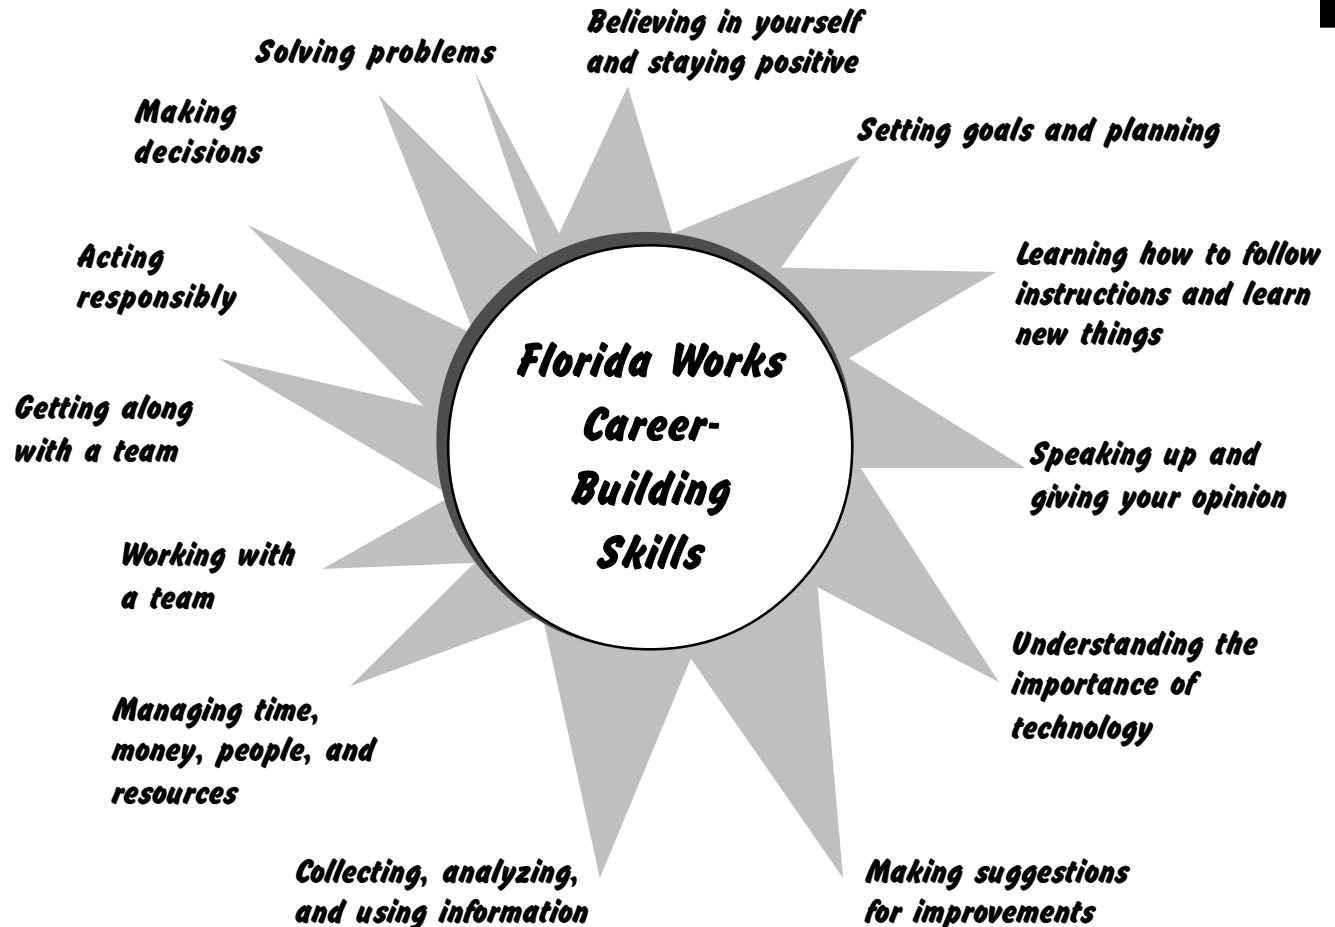 Believing in yourself
and staying positive
Setting goals and planning
Learning how to follow
instructions and learn
new things
Speaking up and
giving your opinion
Understanding the
importance of
technology
Making suggestions
for improvements
Collecting, analyzing,
and using information
Managing time,
money, people, and
resources
Working with
a team
Getting along
with a team
Acting
responsibly
Making
decisions
Solving problems
Florida Works
Career-
Building
Skills